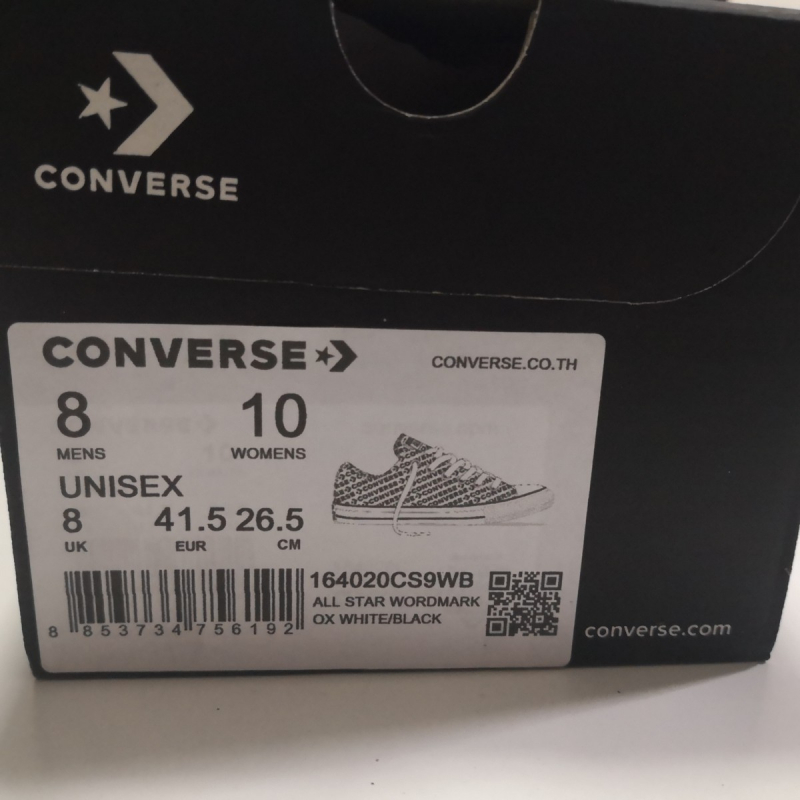 CONVERSE
CONVERSE
CONVERSE.CO.TH
8 10
MENS WOMENS
UNISEX
8 41.5 26.5
UK EUR CM
164020CS9WB
ALL STAR WORDMARK
OX WHITE/BLACK
8 853734 756192
converse.com